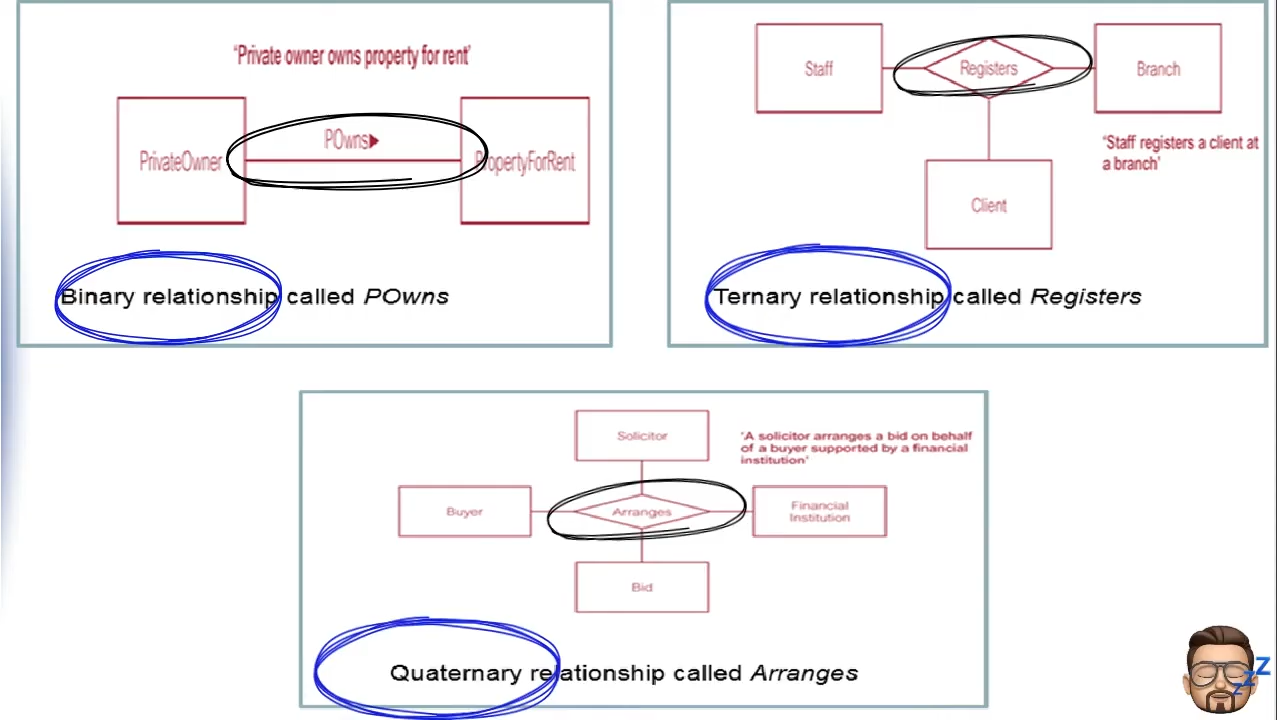 'Private owner owns property for rent'
POwns
PrivateOwner
PropertyForRent
Binary relationship called POwns
Staff
Registers
Branch
'Staff registers a client at
a branch'
Client
Ternary relationship called Registers
Solicitor
'A solicitor arranges a bid on behalf
of a buyer supported by a financial
institution'
Buyer
Arranges
Financial
Institution
Bid
Quaternary relationship called Arranges
z z Z